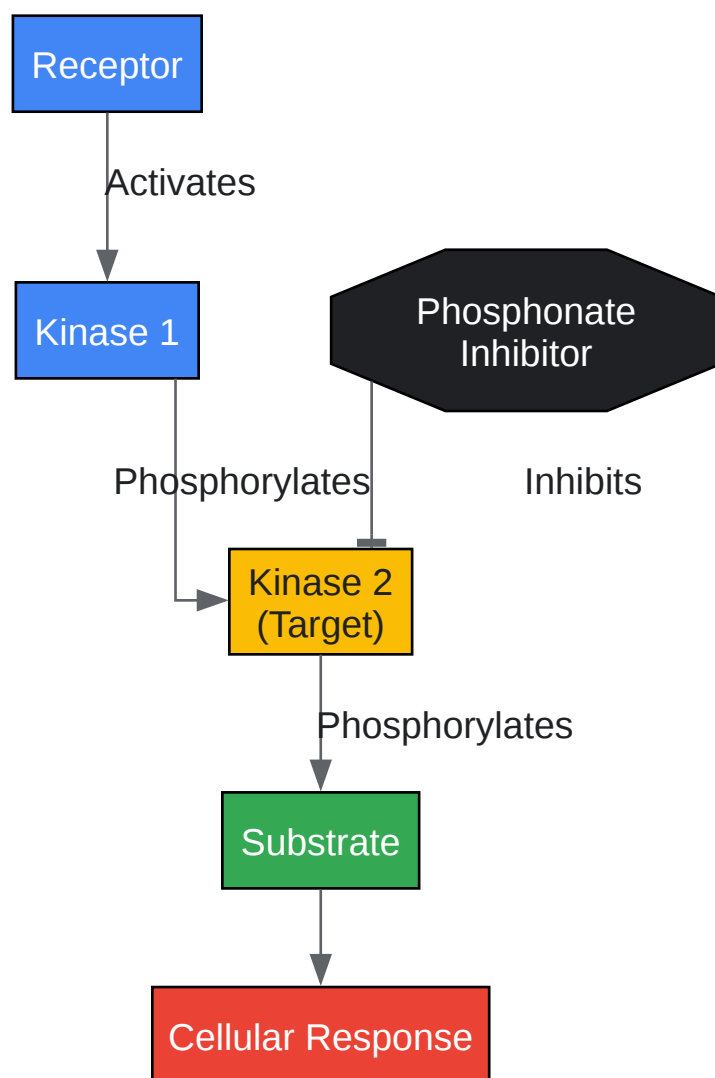 Receptor
Activates
Kinase 1
Phosphonate
Inhibitor
Phosphorylates
Inhibits
Kinase 2
(Target)
Phosphorylates
Substrate
Cellular Response